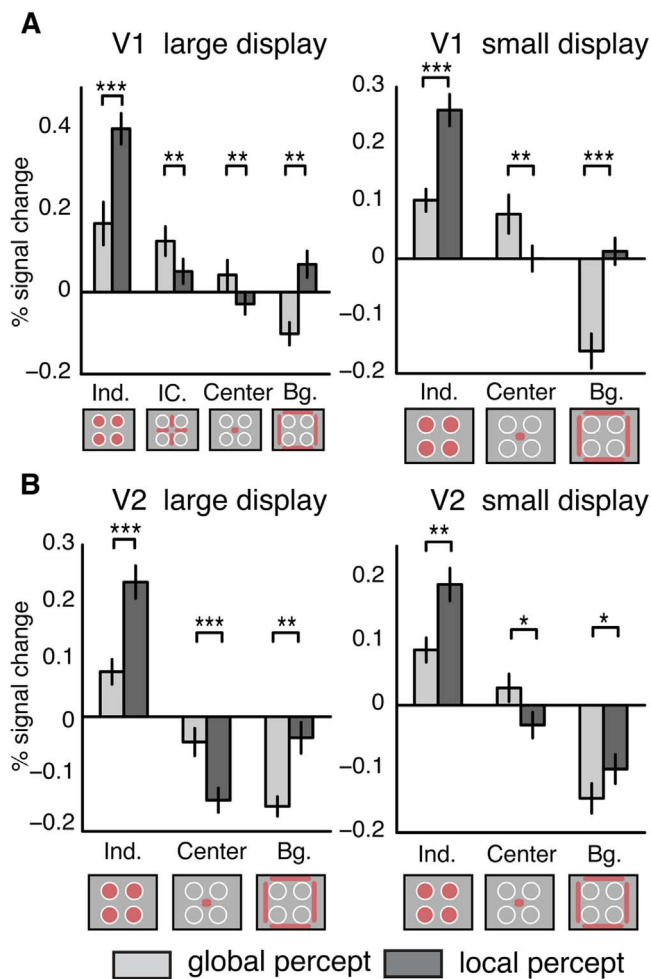 A
V1 large display
V1 small display
% signal change
0.4
0.2
0
−0.2
***
**
**
**
Ind. IC. Center Bg.
0.3
0.2
0.1
0
−0.1
−0.2
***
**
***
Ind. Center Bg.
B
V2 large display
V2 small display
% signal change
0.3
0.2
0.1
0
−0.1
−0.2
***
***
**
Ind. Center Bg.
0.2
0.1
0
−0.1
−0.2
**
*
*
Ind. Center Bg.
global percept local percept